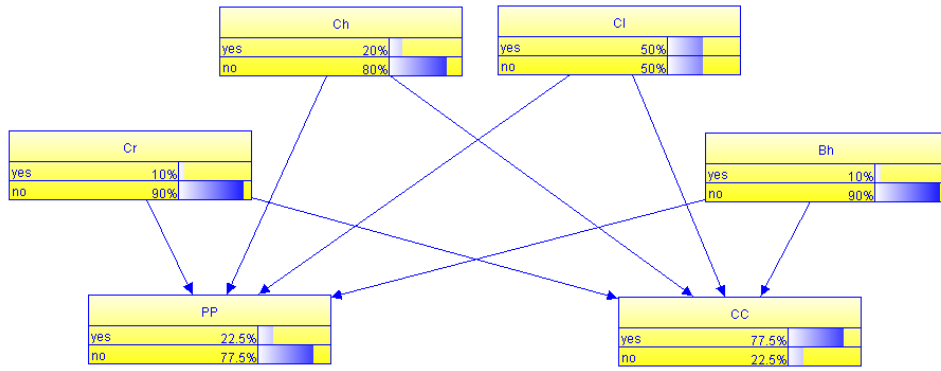 Ch
yes 20%
no 80%
Cl
yes 50%
no 50%
Cr
yes 10%
no 90%
Bh
yes 10%
no 90%
PP
yes 22.5%
no 77.5%
CC
yes 77.5%
no 22.5%